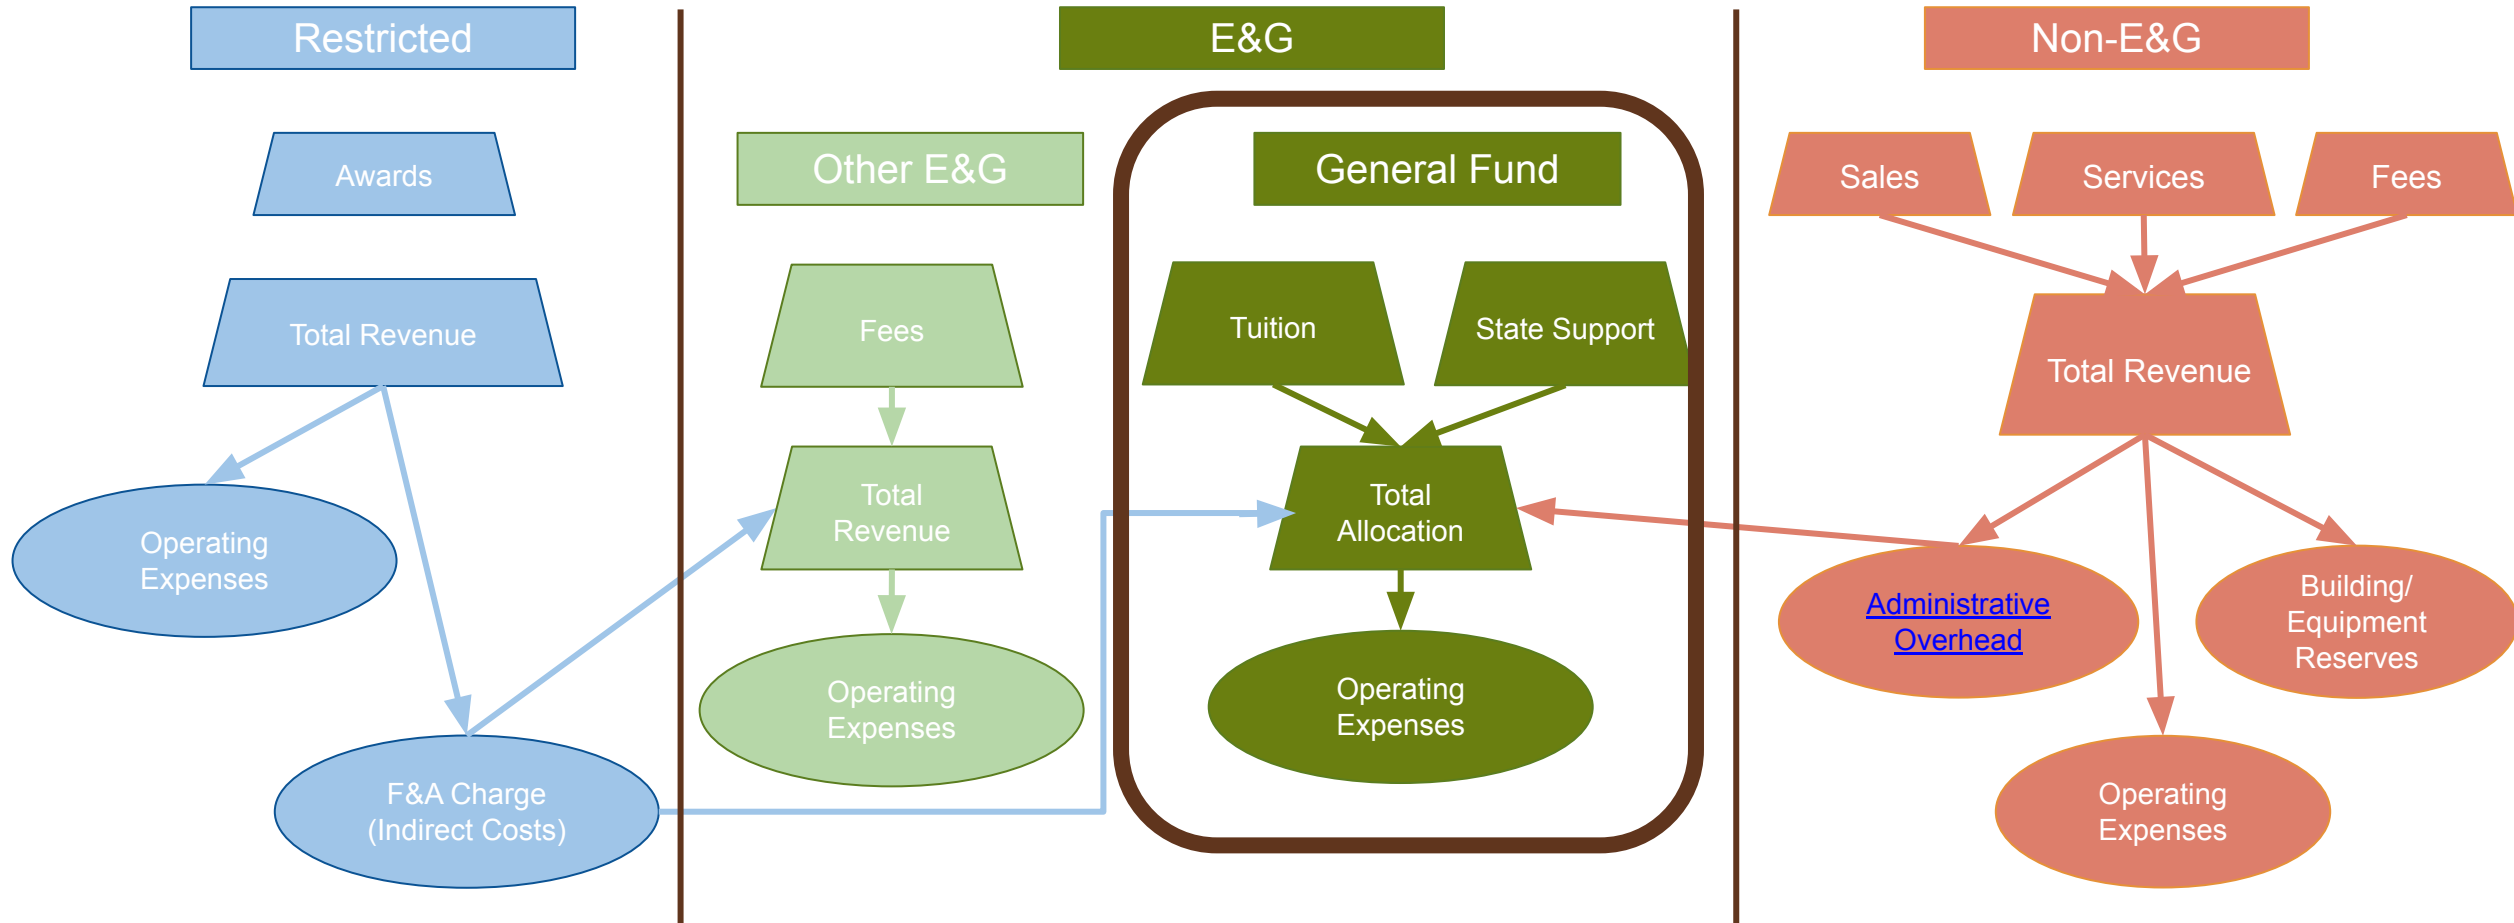 Restricted
E&G
Non-E&G
Awards
Other E&G
General Fund
Sales
Services
Fees
Total Revenue
Fees
Tuition
State Support
Total Revenue
Operating
Expenses
Total
Revenue
Total
Allocation
Administrative
Overhead
Building/
Equipment
Reserves
Operating
Expenses
Operating
Expenses
F&A Charge
(Indirect Costs)
Operating
Expenses